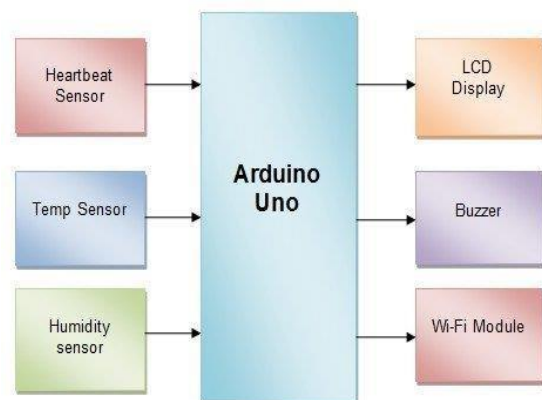 Heartbeat
Sensor
Temp Sensor
Humidity
sensor
Arduino
Uno
LCD
Display
Buzzer
Wi-Fi Module